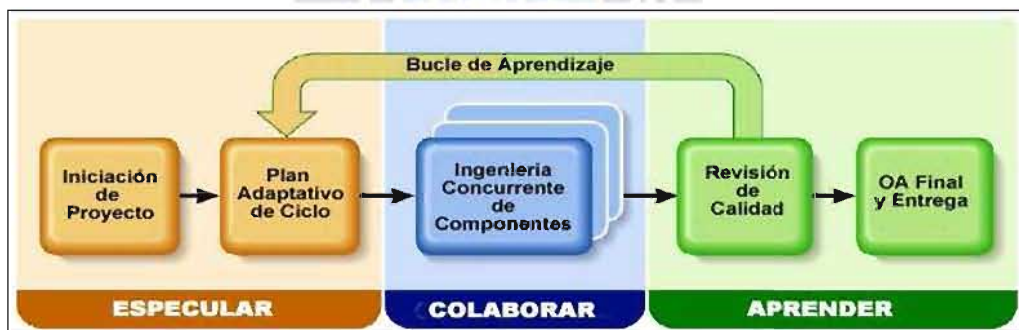 Bucle de Aprendizaje
Iniciación
de
Proyecto
Plan
Adaptativo
de Ciclo
Ingenieria
Concurrente
de
Componentes
Revisión
de
Calidad
OA Final
y Entrega
ESPECULAR
COLABORAR
APRENDER